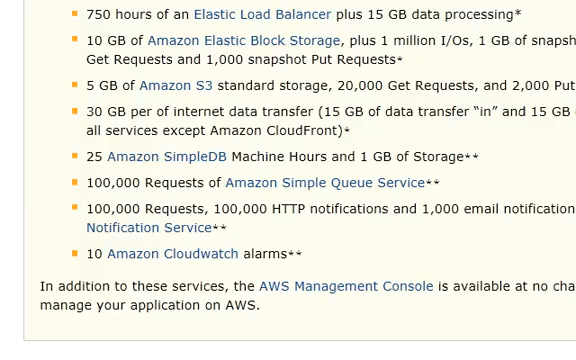 750 hours of an Elastic Load Balancer plus 15 GB data processing*
10 GB of Amazon Elastic Block Storage, plus 1 million I/Os, 1 GB of snapsh
Get Requests and 1,000 snapshot Put Requests*
5 GB of Amazon S3 standard storage, 20,000 Get Requests, and 2,000 Put
30 GB per of internet data transfer (15 GB of data transfer “in” and 15 GB
all services except Amazon CloudFront)*
25 Amazon SimpleDB Machine Hours and 1 GB of Storage**
100,000 Requests of Amazon Simple Queue Service**
100,000 Requests, 100,000 HTTP notifications and 1,000 email notification
Notification Service**
10 Amazon Cloudwatch alarms**
In addition to these services, the AWS Management Console is available at no cha
manage your application on AWS.